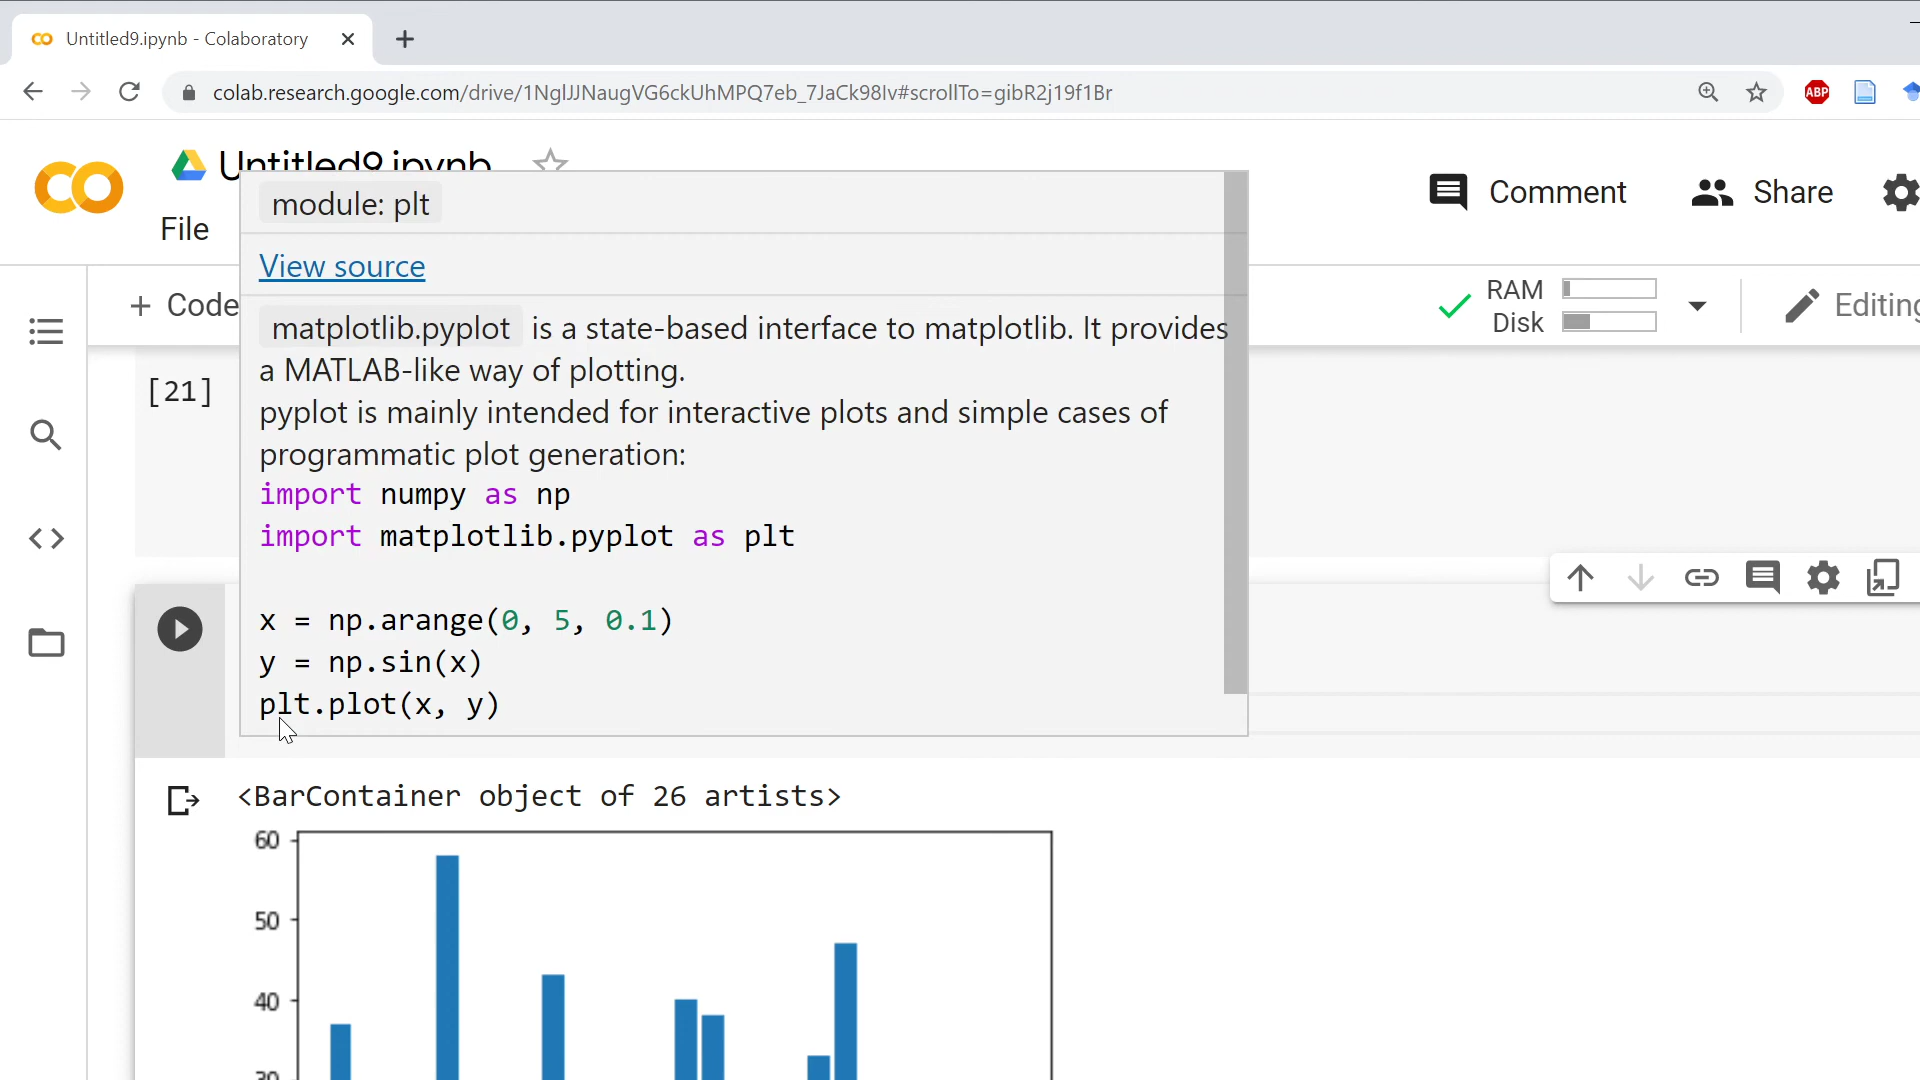 Untitled9.ipynb - Colaboratory
colab.research.google.com/drive/1NglJJNaugVG6ckUhMPQ7eb_7JaCk98Iv#scrollTo=gibR2j19f1Br
ABP
Untitled9.ipynb
Comment
Share
File
module: plt
View source
+ Code
RAM
Disk
Editing
matplotlib.pyplot is a state-based interface to matplotlib. It provides
a MATLAB-like way of plotting.
pyplot is mainly intended for interactive plots and simple cases of
programmatic plot generation:
import numpy as np
import matplotlib.pyplot as plt
x = np.arange(0, 5, 0.1)
y = np.sin(x)
plt.plot(x, y)
[21]
<BarContainer object of 26 artists>
60
50
40
30